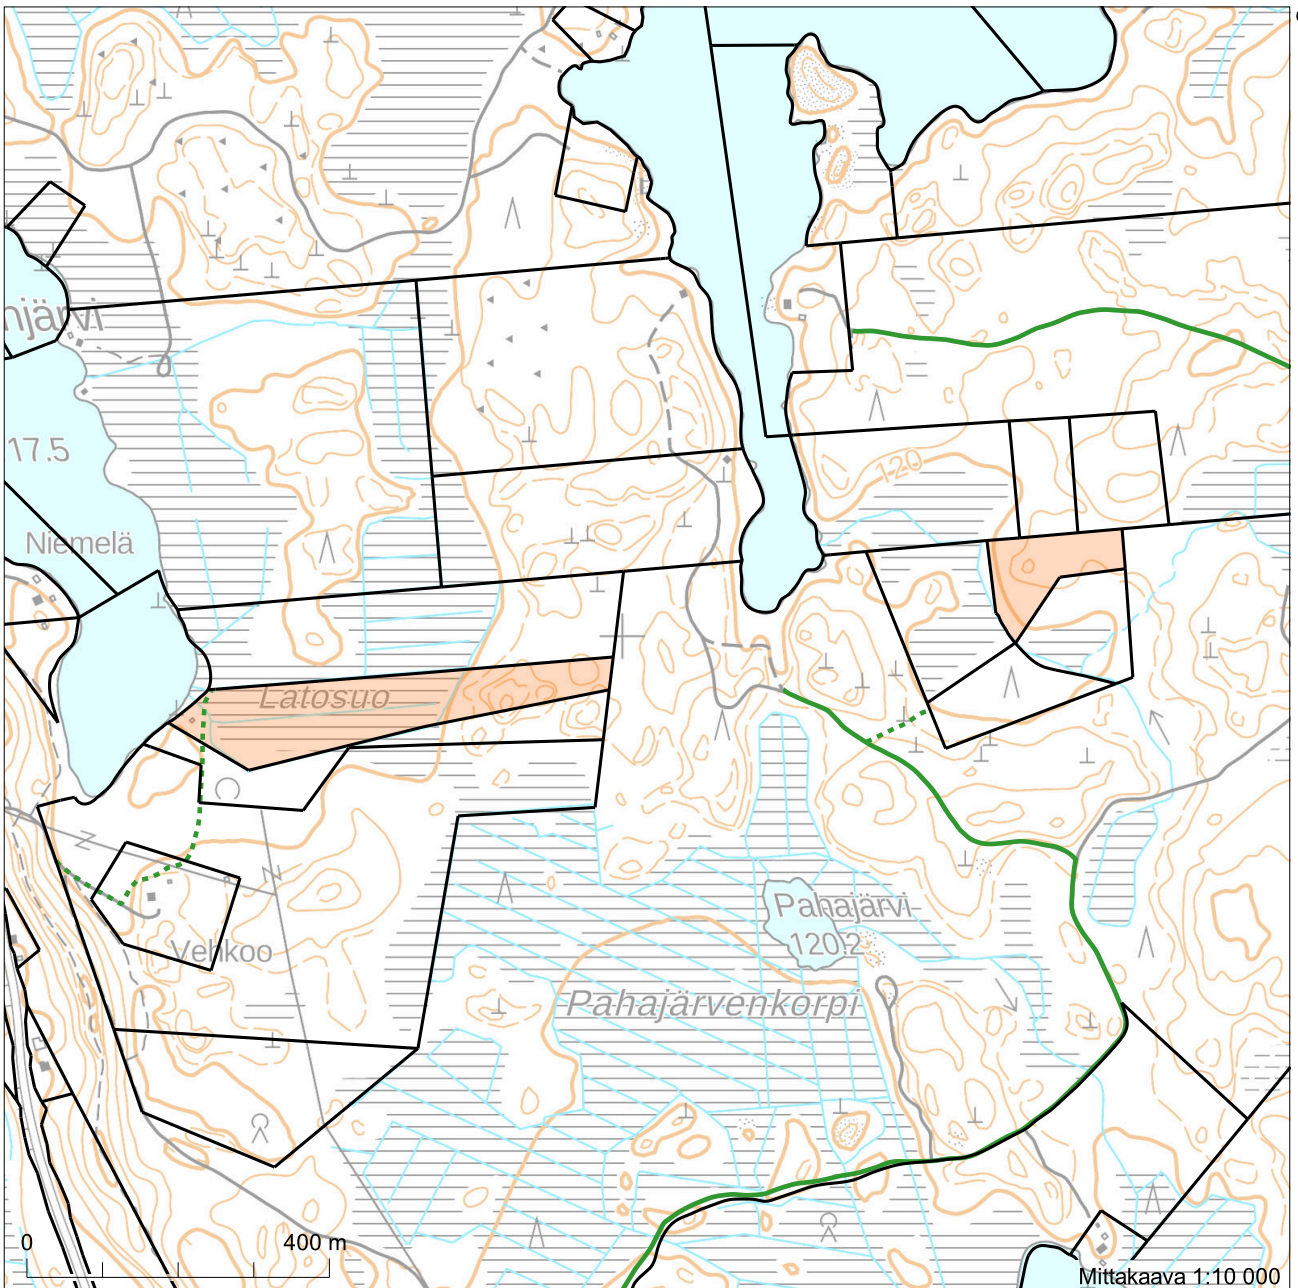 njärvi
120
17.5
Niemelä
Latosuo
Pahajärvi
120.2
Vehkoo
Pahajärvenkorpi
0 400 m
Mittakaava 1:10 000